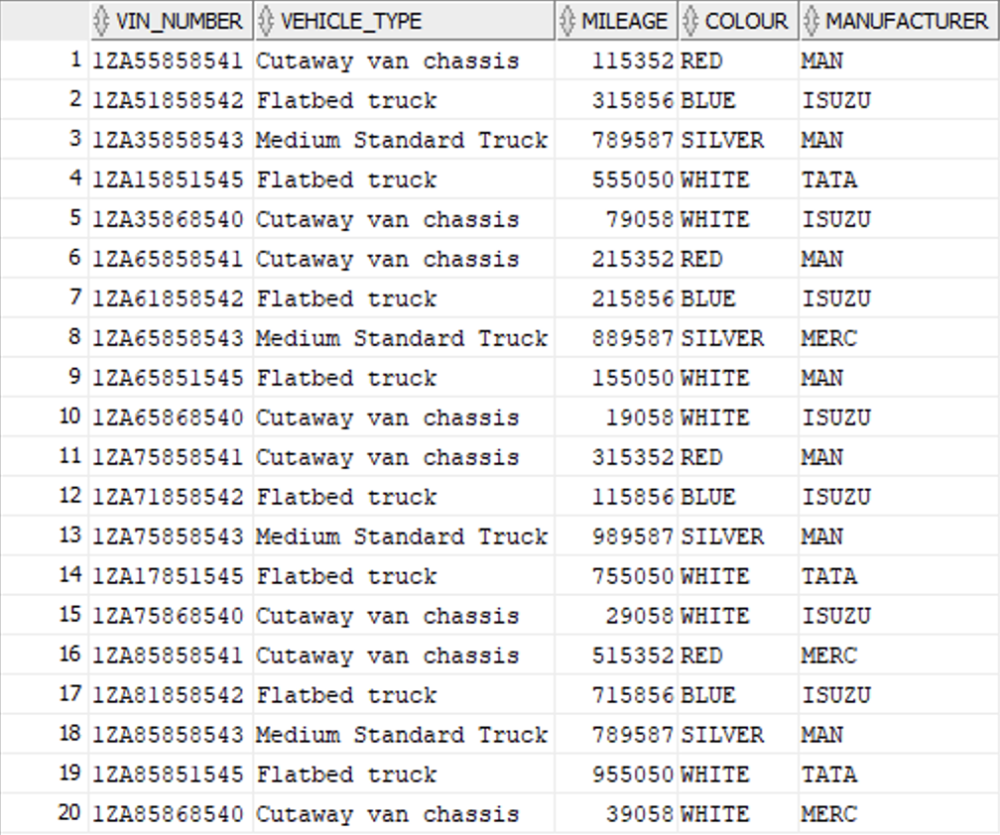 VIN_NUMBER VEHICLE_TYPE MILEAGE COLOUR MANUFACTURER
1 1ZA55858541 Cutaway van chassis 115352 RED MAN
2 1ZA51858542 Flatbed truck 315856 BLUE ISUZU
3 1ZA35858543 Medium Standard Truck 789587 SILVER MAN
4 1ZA15851545 Flatbed truck 555050 WHITE TATA
5 1ZA35868540 Cutaway van chassis 79058 WHITE ISUZU
6 1ZA65858541 Cutaway van chassis 215352 RED MAN
7 1ZA61858542 Flatbed truck 215856 BLUE ISUZU
8 1ZA65858543 Medium Standard Truck 889587 SILVER MERC
9 1ZA65851545 Flatbed truck 155050 WHITE MAN
10 1ZA65868540 Cutaway van chassis 19058 WHITE ISUZU
11 1ZA75858541 Cutaway van chassis 315352 RED MAN
12 1ZA71858542 Flatbed truck 115856 BLUE ISUZU
13 1ZA75858543 Medium Standard Truck 989587 SILVER MAN
14 1ZA17851545 Flatbed truck 755050 WHITE TATA
15 1ZA75868540 Cutaway van chassis 29058 WHITE ISUZU
16 1ZA85858541 Cutaway van chassis 515352 RED MERC
17 1ZA81858542 Flatbed truck 715856 BLUE ISUZU
18 1ZA85858543 Medium Standard Truck 789587 SILVER MAN
19 1ZA85851545 Flatbed truck 955050 WHITE TATA
20 1ZA85868540 Cutaway van chassis 39058 WHITE MERC